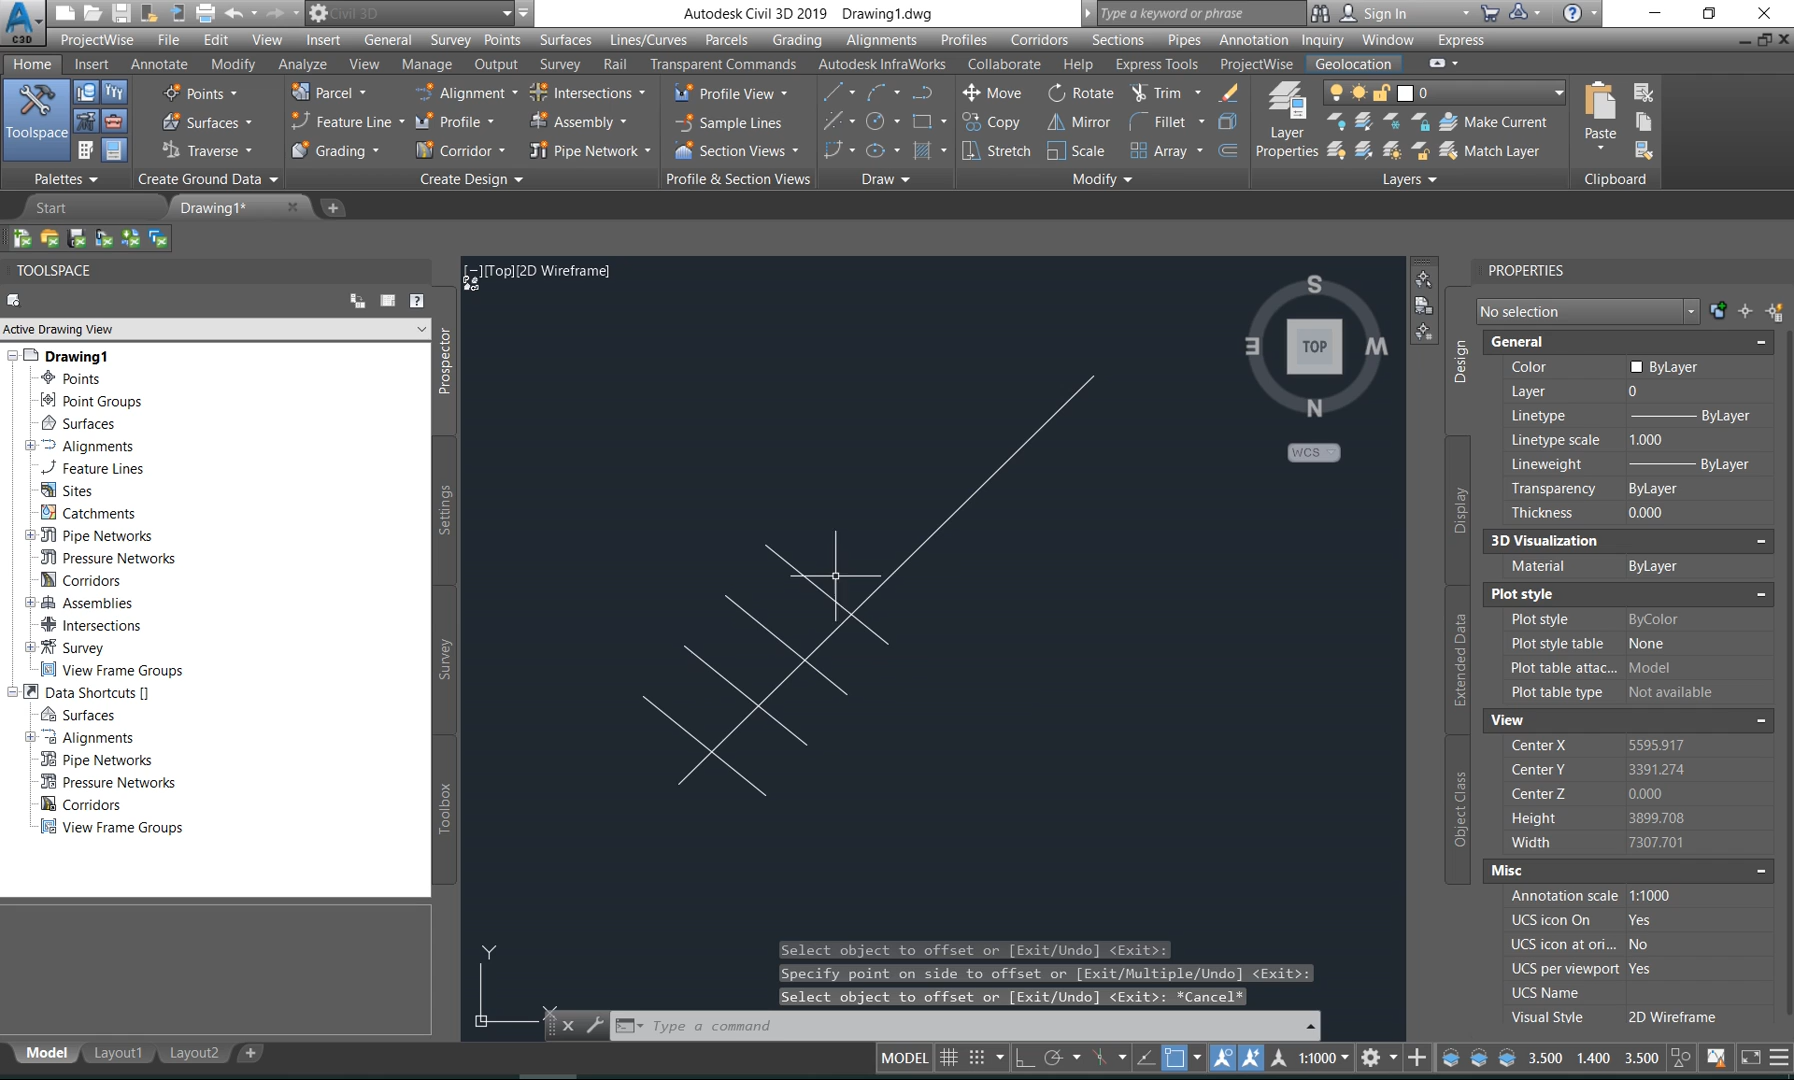 Civil 3D
Autodesk Civil 3D 2019 Drawing1.dwg
Type a keyword or phrase
Sign In
C3D
ProjectWise File Edit View Insert General Survey Points Surfaces Lines/Curves Parcels Grading Alignments Profiles Corridors Sections Pipes Annotation Inquiry Window Express
Home Insert Annotate Modify Analyze View Manage Output Survey Rail Transparent Commands Autodesk InfraWorks Collaborate Help Express Tools ProjectWise Geolocation
Points Parcel Alignment Intersections Profile View Move Rotate Trim 0
Toolspace Surfaces Feature Line Profile Assembly Sample Lines Copy Mirror Fillet Layer Properties Make Current Paste
Traverse Grading Corridor Pipe Network Section Views Stretch Scale Array Match Layer
Palettes Create Ground Data Create Design Profile & Section Views Draw Modify Layers Clipboard
Start Drawing1*
TOOLSPACE
Active Drawing View
Drawing1
Points
Point Groups
Surfaces
Alignments
Feature Lines
Sites
Catchments
Pipe Networks
Pressure Networks
Corridors
Assemblies
Intersections
Survey
View Frame Groups
Data Shortcuts []
Surfaces
Alignments
Pipe Networks
Pressure Networks
Corridors
View Frame Groups
Prospector
Settings
Survey
Toolbox
[−][Top][2D Wireframe]
S
E TOP W
N
WCS
Y
X
Select object to offset or [Exit/Undo] <Exit>:
Specify point on side to offset or [Exit/Multiple/Undo] <Exit>:
Select object to offset or [Exit/Undo] <Exit>: *Cancel*
Type a command
Design
Display
Extended Data
Object Class
PROPERTIES
No selection
General
Color ByLayer
Layer 0
Linetype ByLayer
Linetype scale 1.000
Lineweight ByLayer
Transparency ByLayer
Thickness 0.000
3D Visualization
Material ByLayer
Plot style
Plot style ByColor
Plot style table None
Plot table attac... Model
Plot table type Not available
View
Center X 5595.917
Center Y 3391.274
Center Z 0.000
Height 3899.708
Width 7307.701
Misc
Annotation scale 1:1000
UCS icon On Yes
UCS icon at ori... No
UCS per viewport Yes
UCS Name
Visual Style 2D Wireframe
Model Layout1 Layout2
MODEL 1:1000 3.500 1.400 3.500